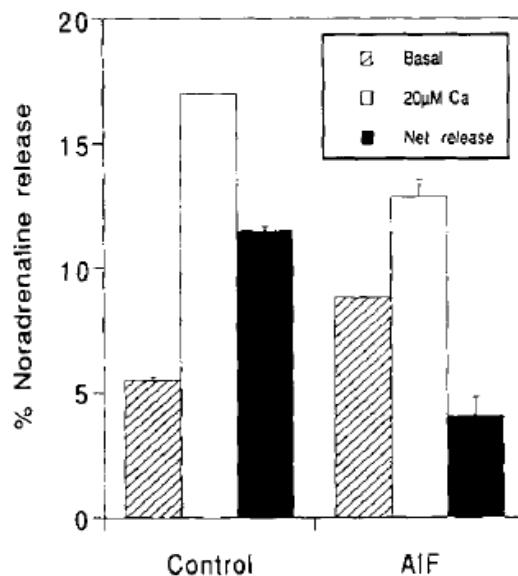 % Noradrenaline release
20
15
10
5
0
Basal
20µM Ca
Net release
Control
AlF